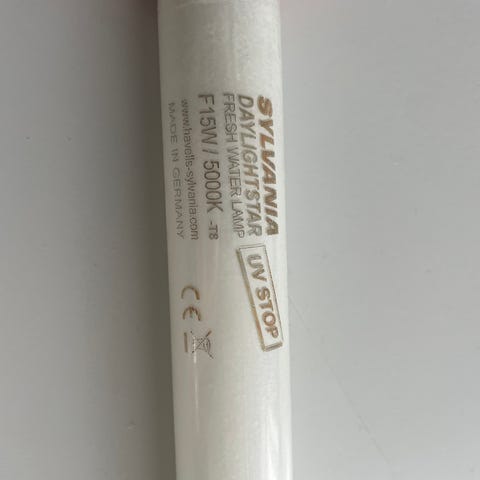 SYLVANIA
DAYLIGHTSTAR
FRESH WATER LAMP
F15W / 5000K -T8
www.havells-sylvania.com
MADE IN GERMANY
UV STOP
CE